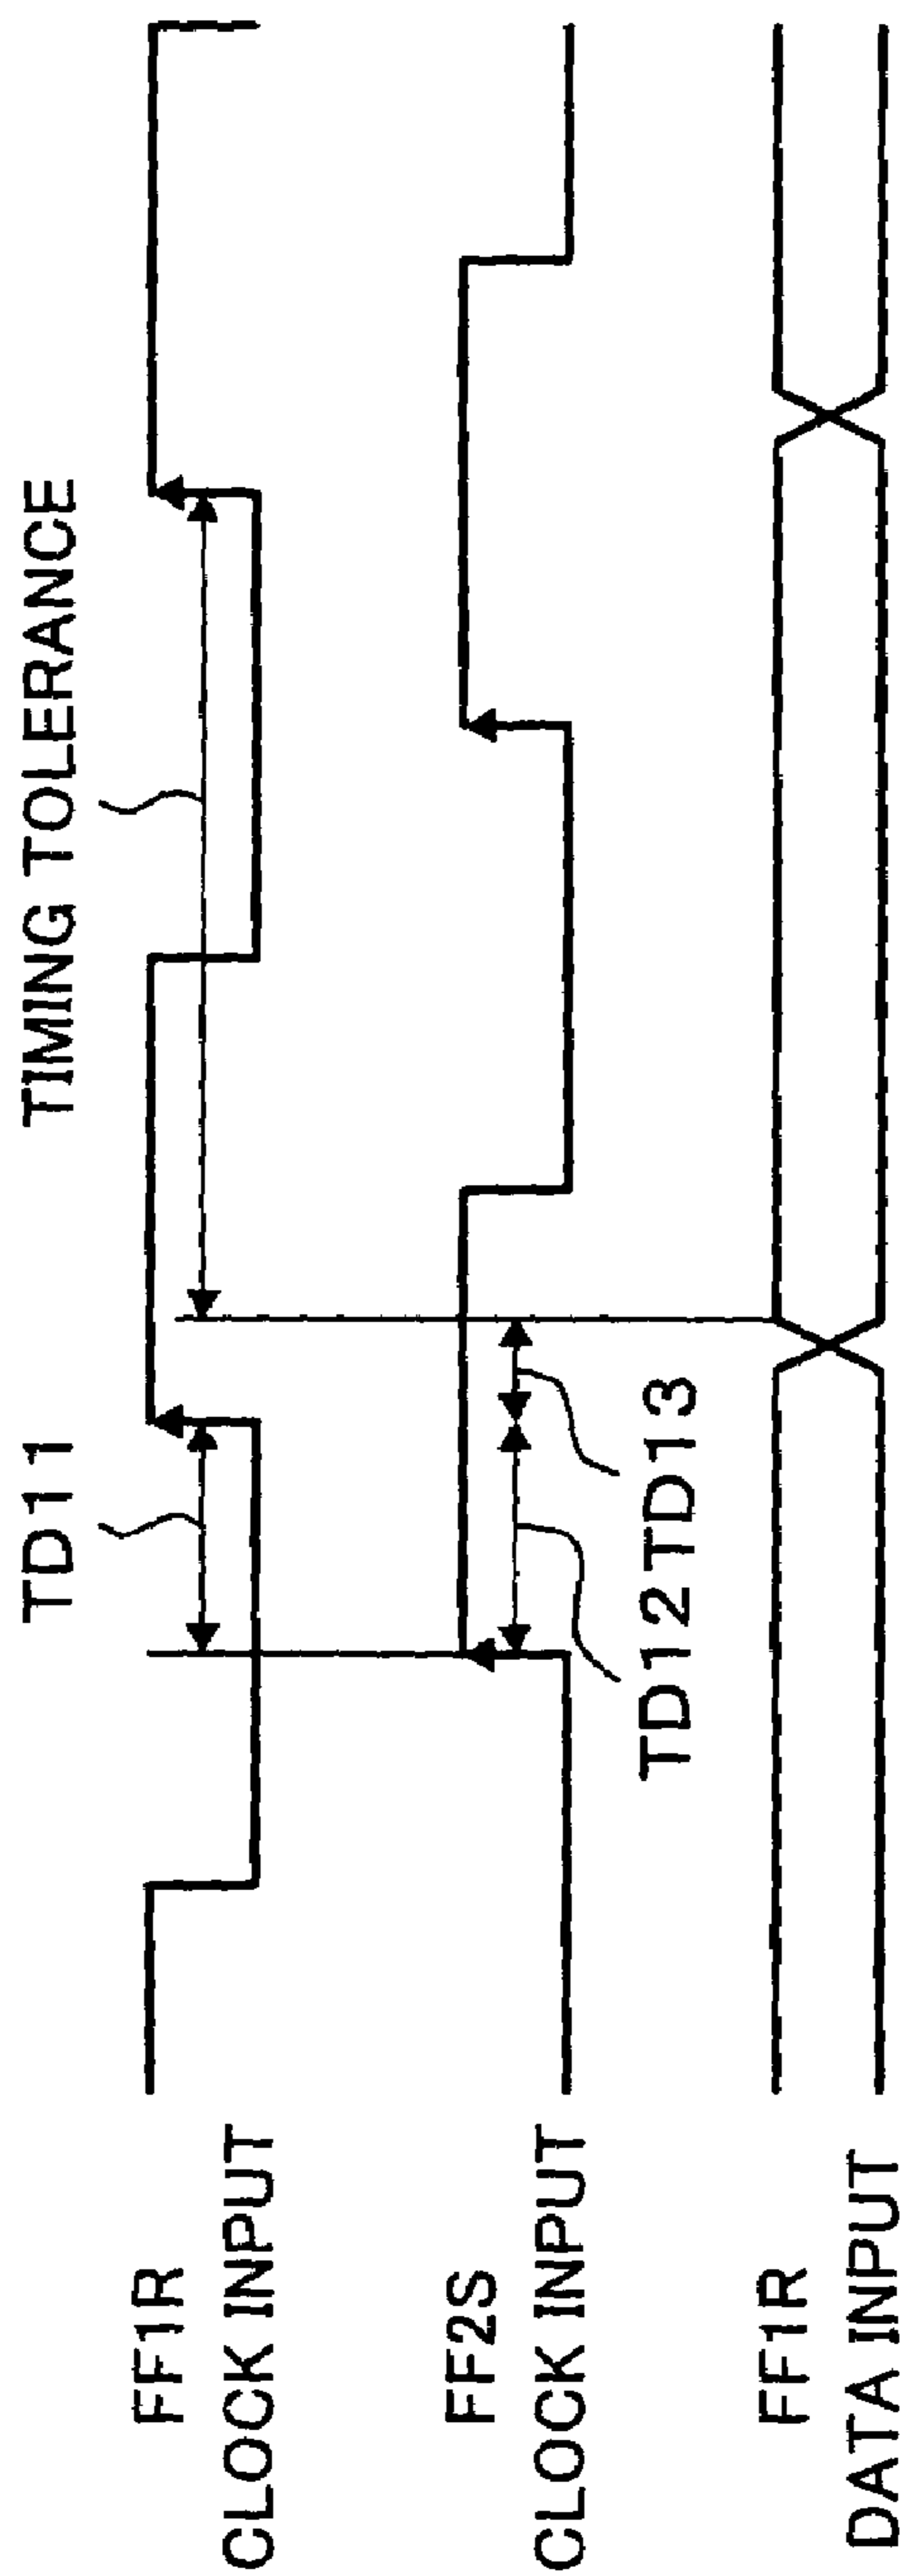 TIMING TOLERANCE
TD11
FF1R
CLOCK INPUT
TD12 TD13
FF2S
CLOCK INPUT
FF1R
DATA INPUT